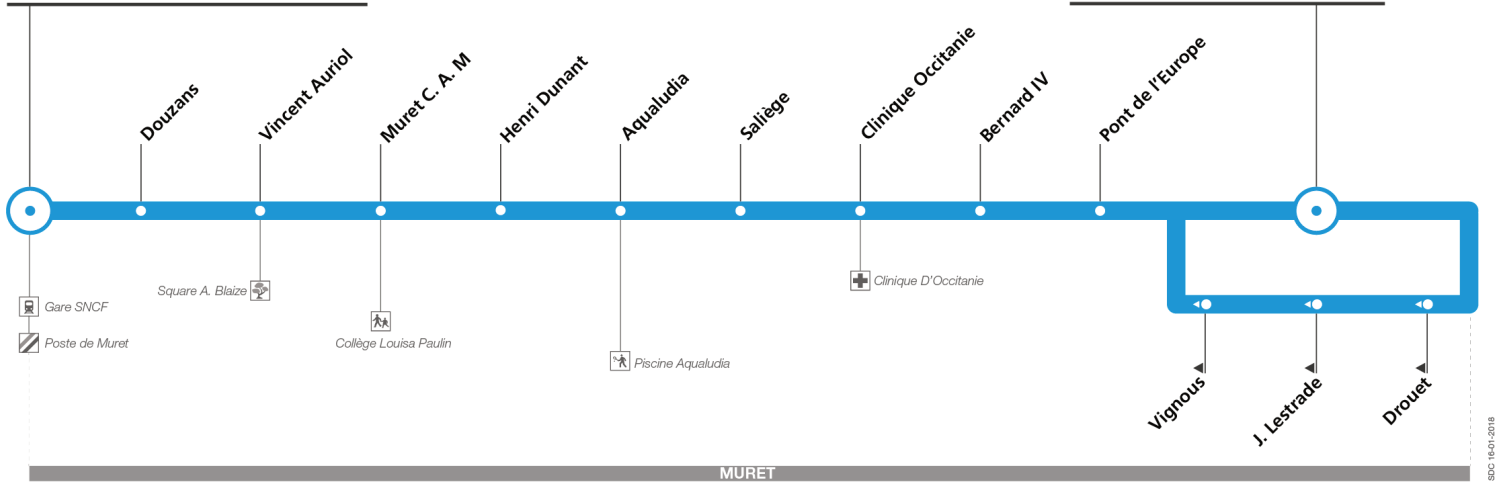 Douzans
Vincent Auriol
Muret C. A. M
Henri Dunant
Aqualudia
Saliège
Clinique Occitanie
Bernard IV
Pont de l'Europe
Gare SNCF
Poste de Muret
Square A. Blaize
Collège Louisa Paulin
Piscine Aqualudia
Clinique D'Occitanie
Vignous
J. Lestrade
Drouet
MURET
SDC 16-01-2018